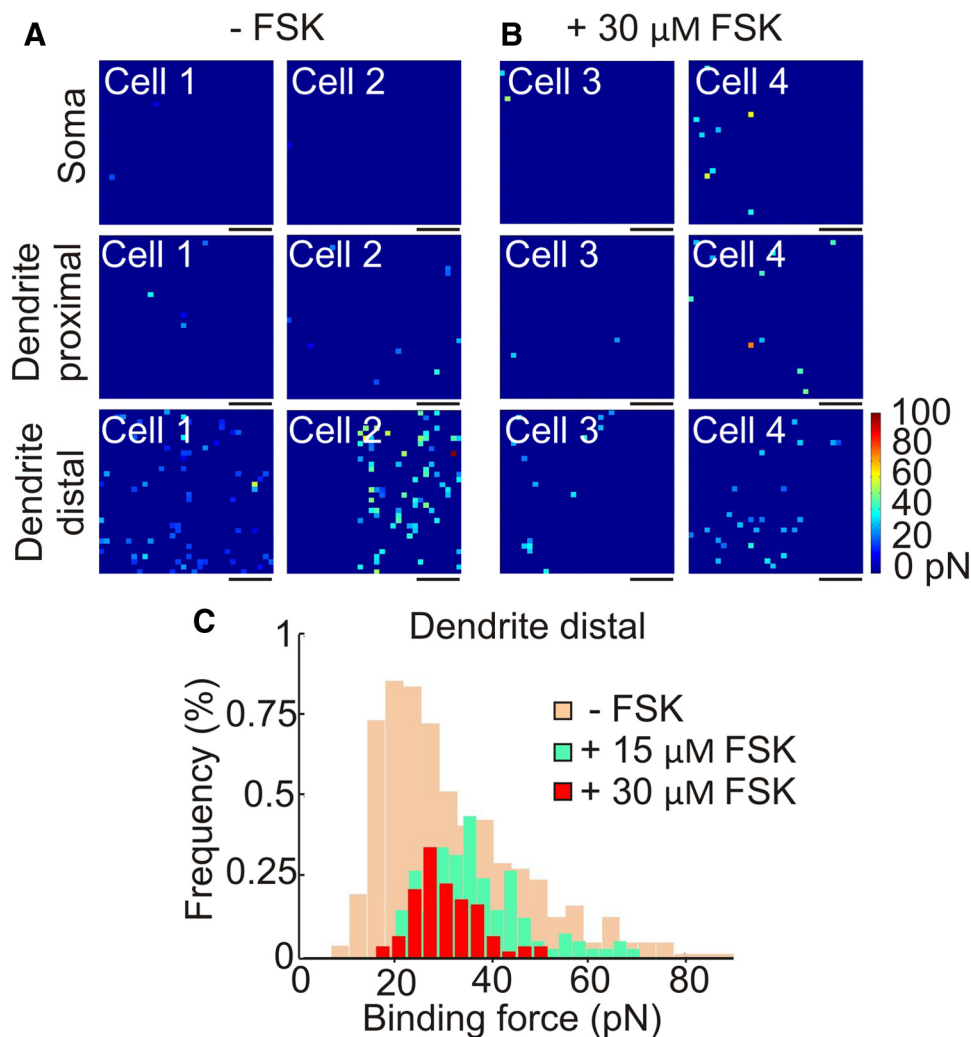 A - FSK B + 30 µM FSK
Soma Cell 1 Cell 2 Cell 3 Cell 4
Dendrite proximal Cell 1 Cell 2 Cell 3 Cell 4
Dendrite distal Cell 1 Cell 2 Cell 3 Cell 4
100
80
60
40
20
0 pN
C Dendrite distal
Frequency (%)
1
0.75
0.5
0.25
0
- FSK
+ 15 µM FSK
+ 30 µM FSK
0 20 40 60 80
Binding force (pN)